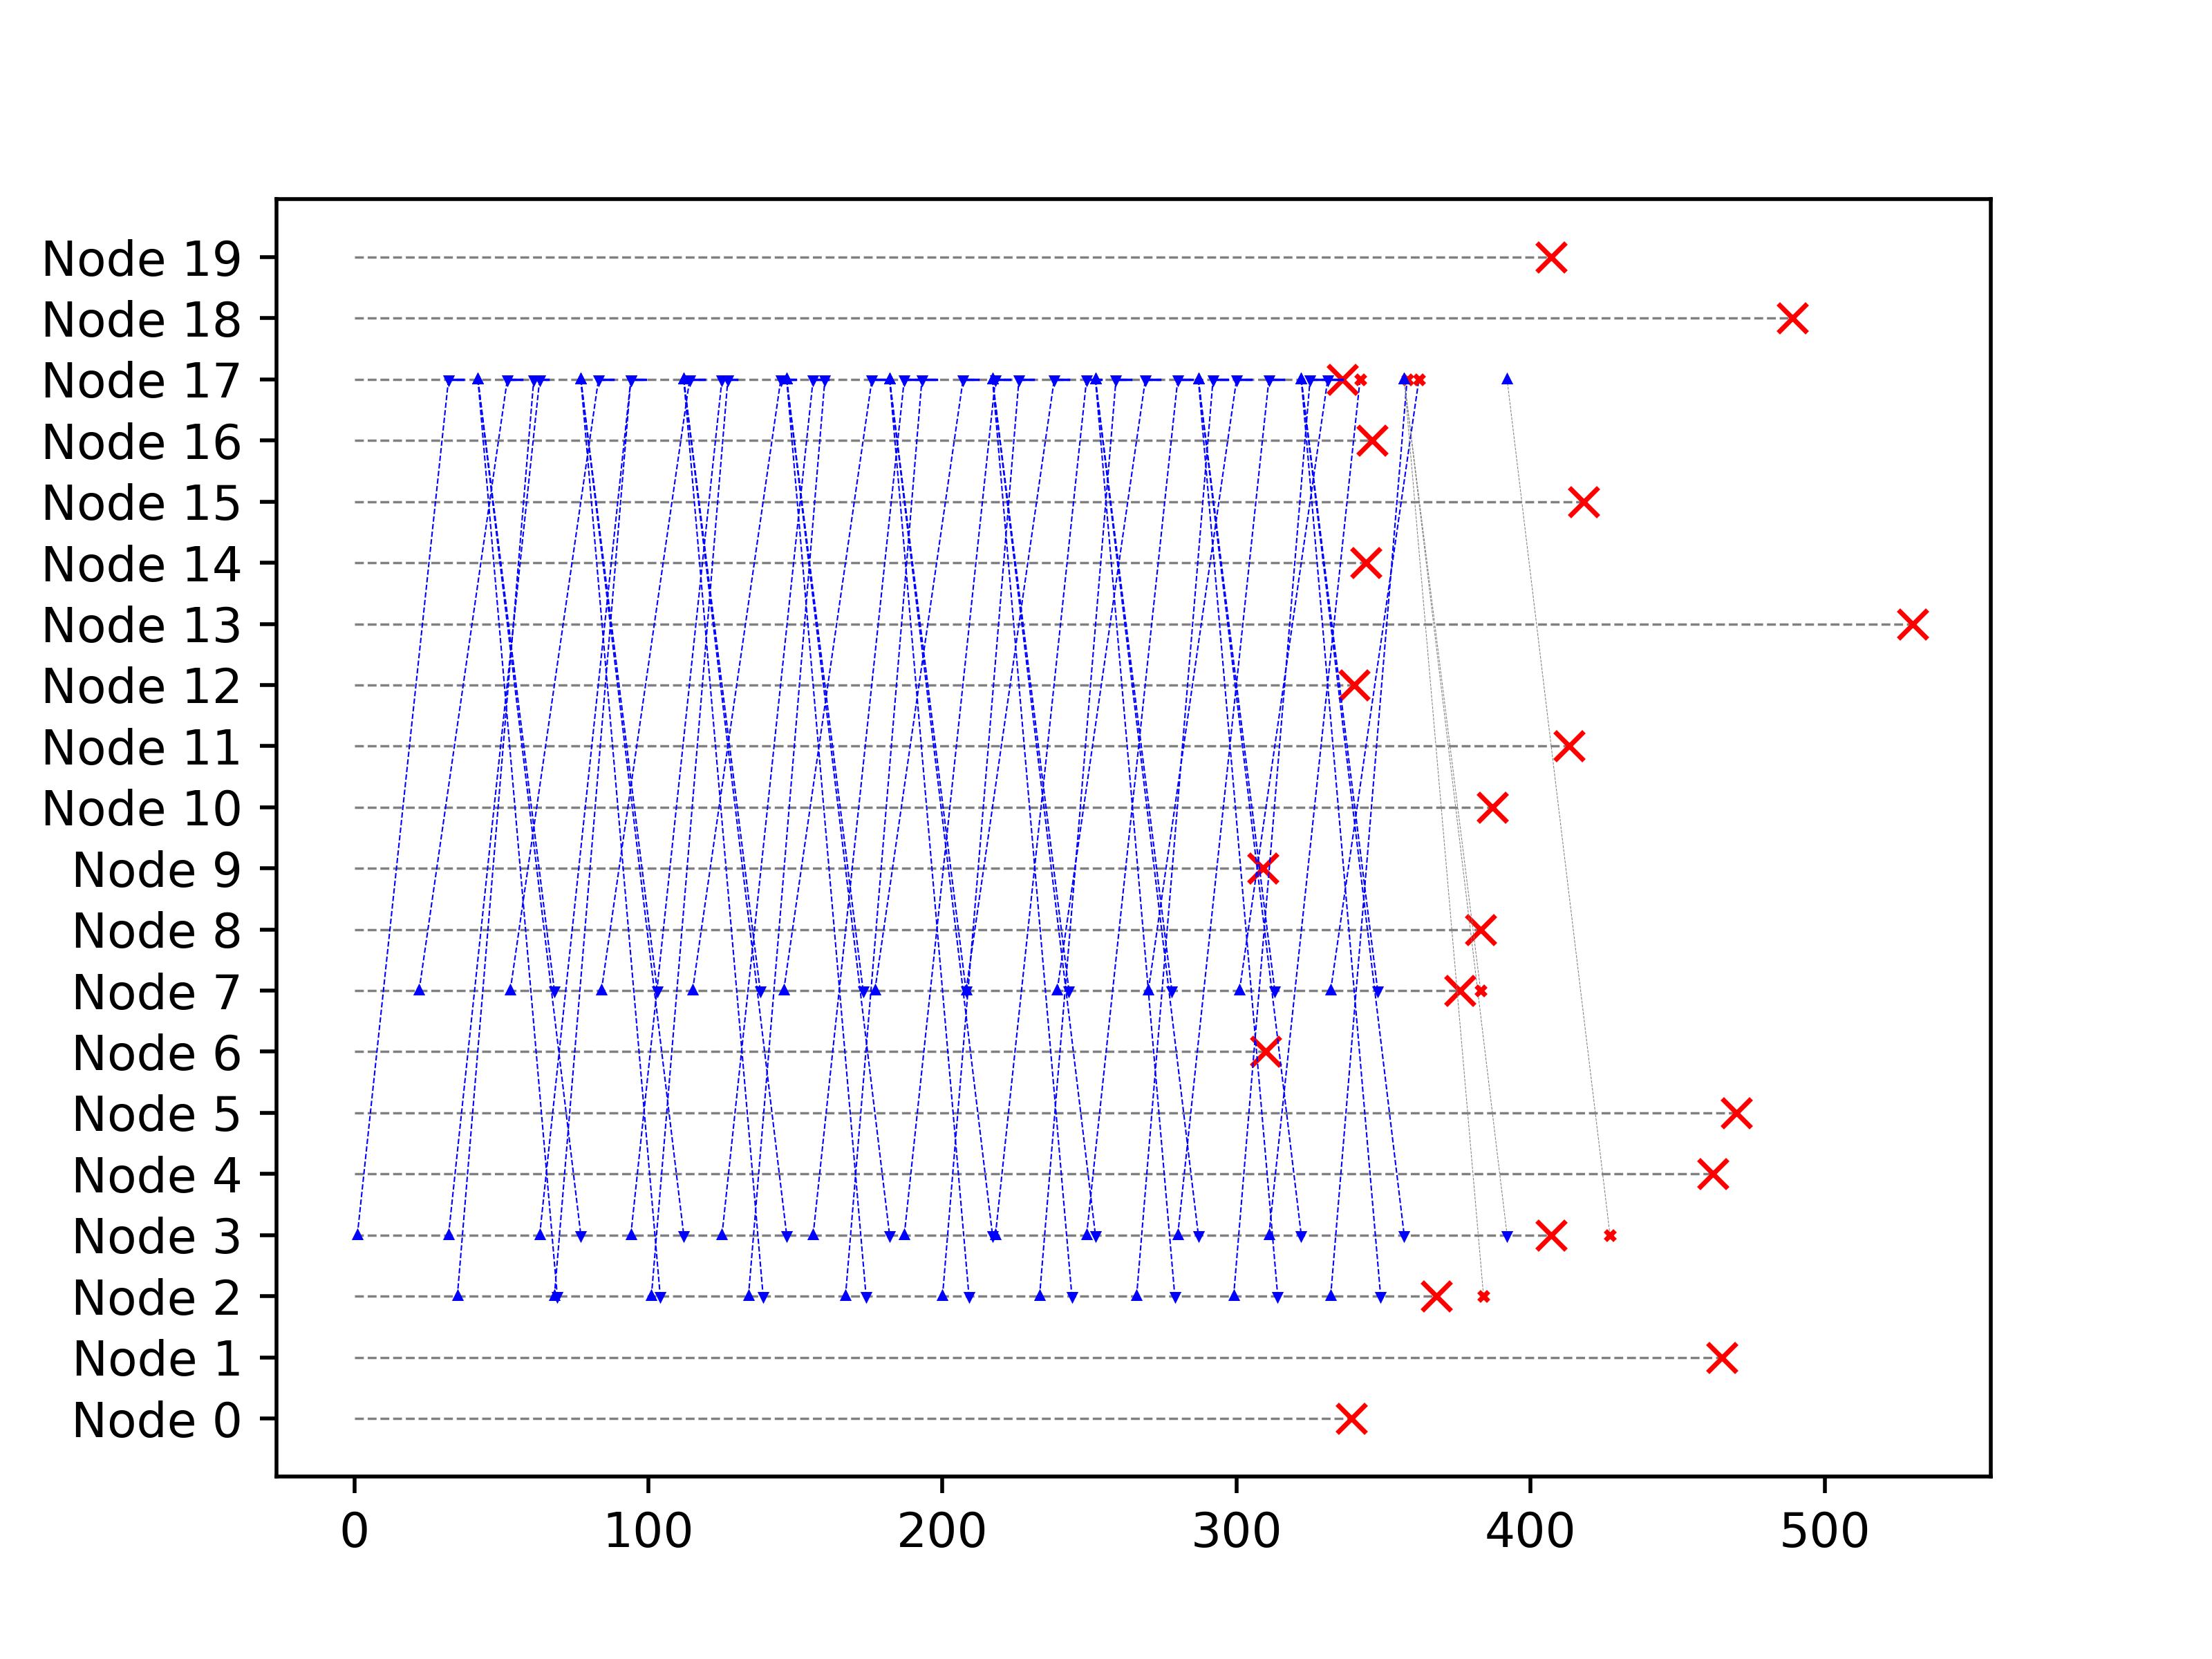 Node 19
Node 18
Node 17
Node 16
Node 15
Node 14
Node 13
Node 12
Node 11
Node 10
Node 9
Node 8
Node 7
Node 6
Node 5
Node 4
Node 3
Node 2
Node 1
Node 0
0 100 200 300 400 500